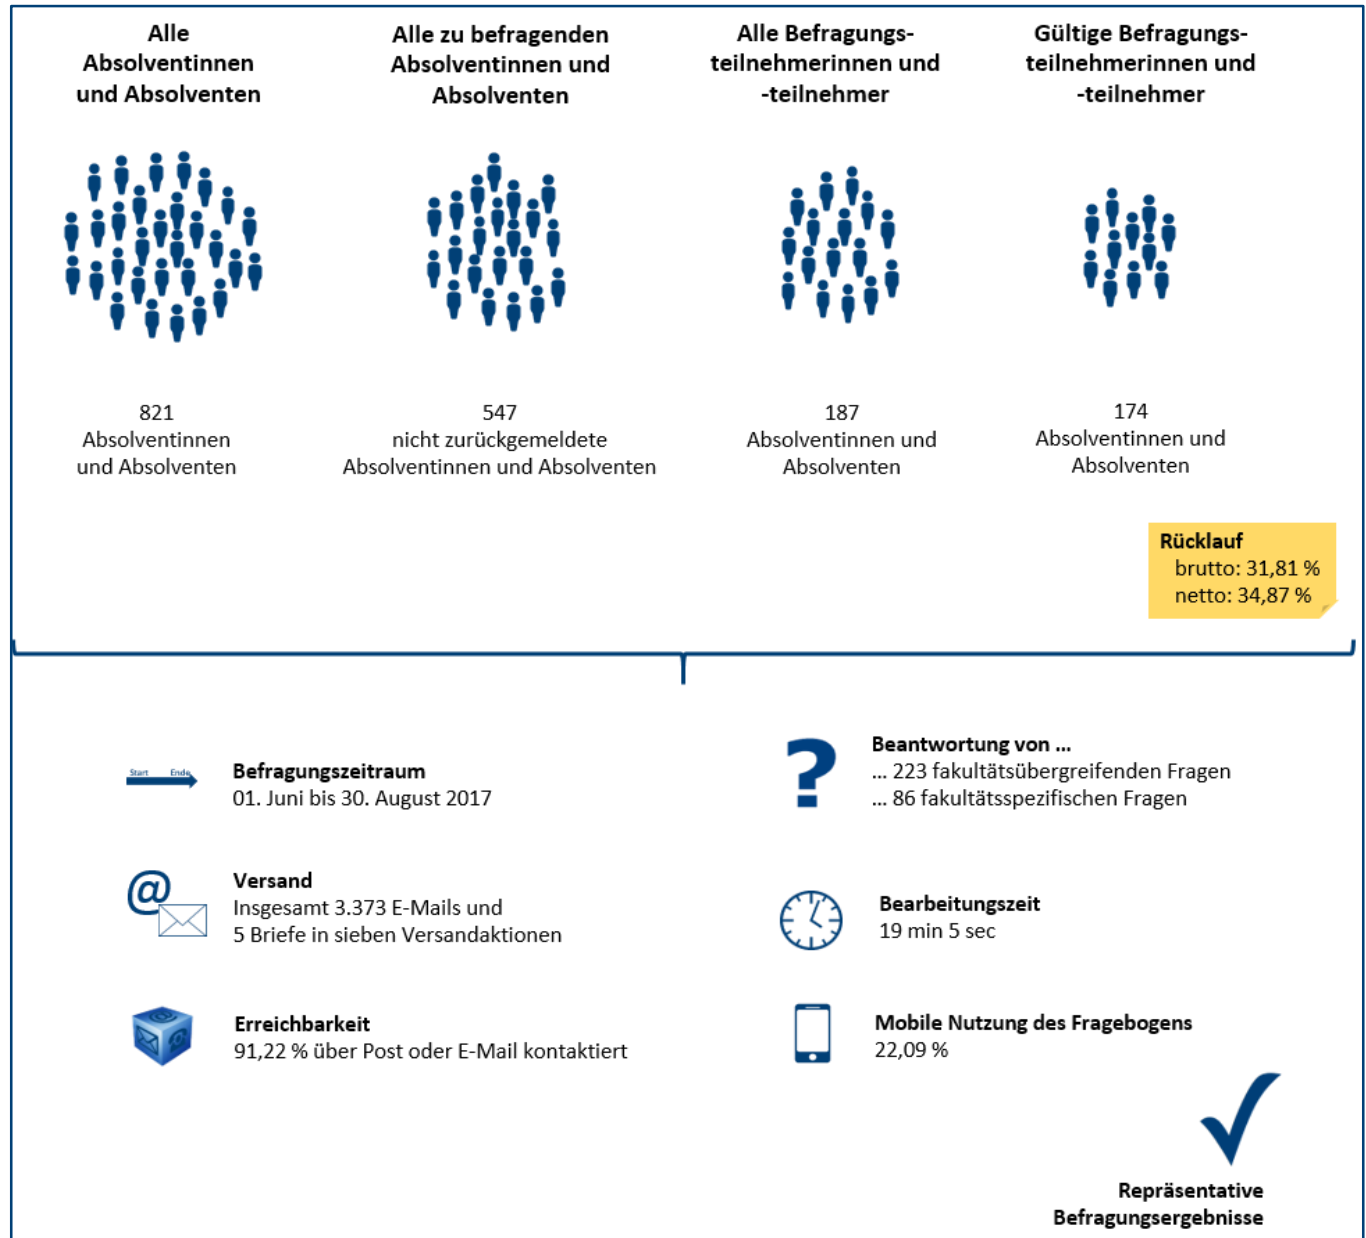 Alle
Absolventinnen
und Absolventen
Alle zu befragenden
Absolventinnen und
Absolventen
Alle Befragungs-
teilnehmerinnen und
-teilnehmer
Gültige Befragungs-
teilnehmerinnen und
-teilnehmer
821
Absolventinnen
und Absolventen
547
nicht zurückgemeldete
Absolventinnen und Absolventen
187
Absolventinnen und
Absolventen
174
Absolventinnen und
Absolventen
Rücklauf
brutto: 31,81 %
netto: 34,87 %
Start Ende
Befragungszeitraum
01. Juni bis 30. August 2017
@
Versand
Insgesamt 3.373 E-Mails und
5 Briefe in sieben Versandaktionen
Erreichbarkeit
91,22 % über Post oder E-Mail kontaktiert
?
Beantwortung von ...
... 223 fakultätsübergreifenden Fragen
... 86 fakultätsspezifischen Fragen
Bearbeitungszeit
19 min 5 sec
Mobile Nutzung des Fragebogens
22,09 %
Repräsentative
Befragungsergebnisse